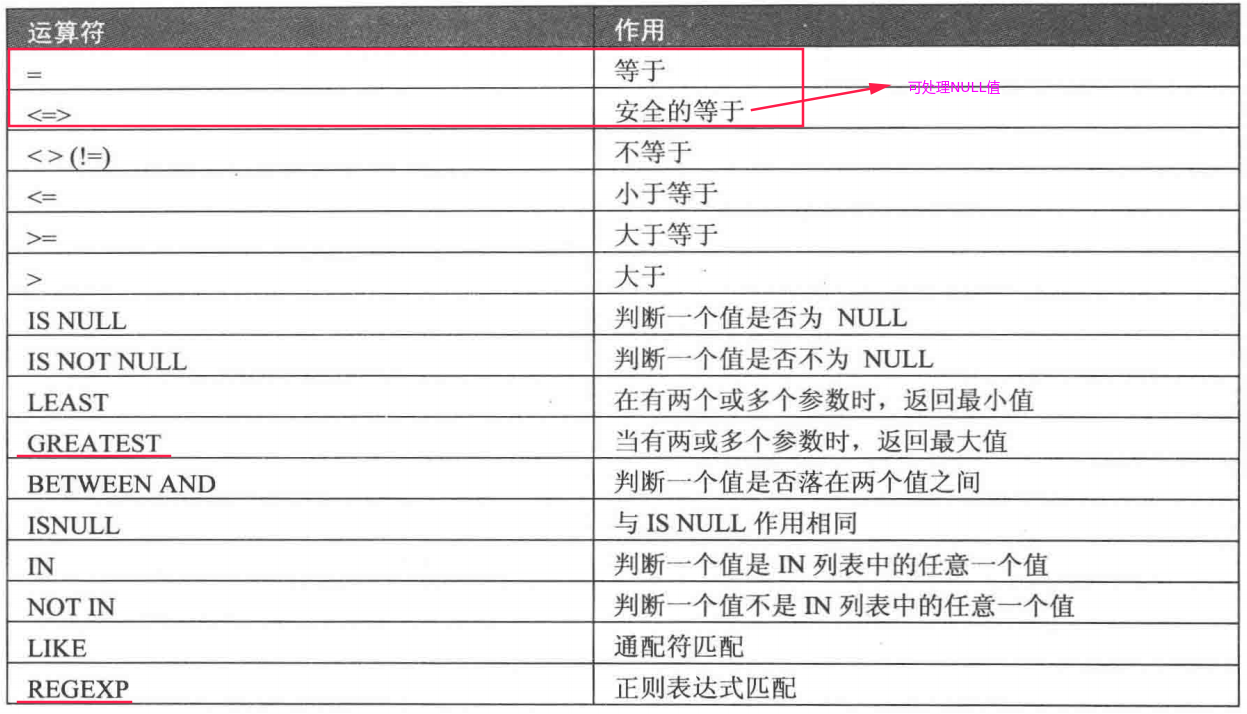 运算符 作用
= 等于
<=> 安全的等于 可处理NULL值
< > (!=) 不等于
<= 小于等于
>= 大于等于
> 大于
IS NULL 判断一个值是否为 NULL
IS NOT NULL 判断一个值是否不为 NULL
LEAST 在有两个或多个参数时，返回最小值
GREATEST 当有两或多个参数时，返回最大值
BETWEEN AND 判断一个值是否落在两个值之间
ISNULL 与 IS NULL 作用相同
IN 判断一个值是 IN 列表中的任意一个值
NOT IN 判断一个值不是 IN 列表中的任意一个值
LIKE 通配符匹配
REGEXP 正则表达式匹配